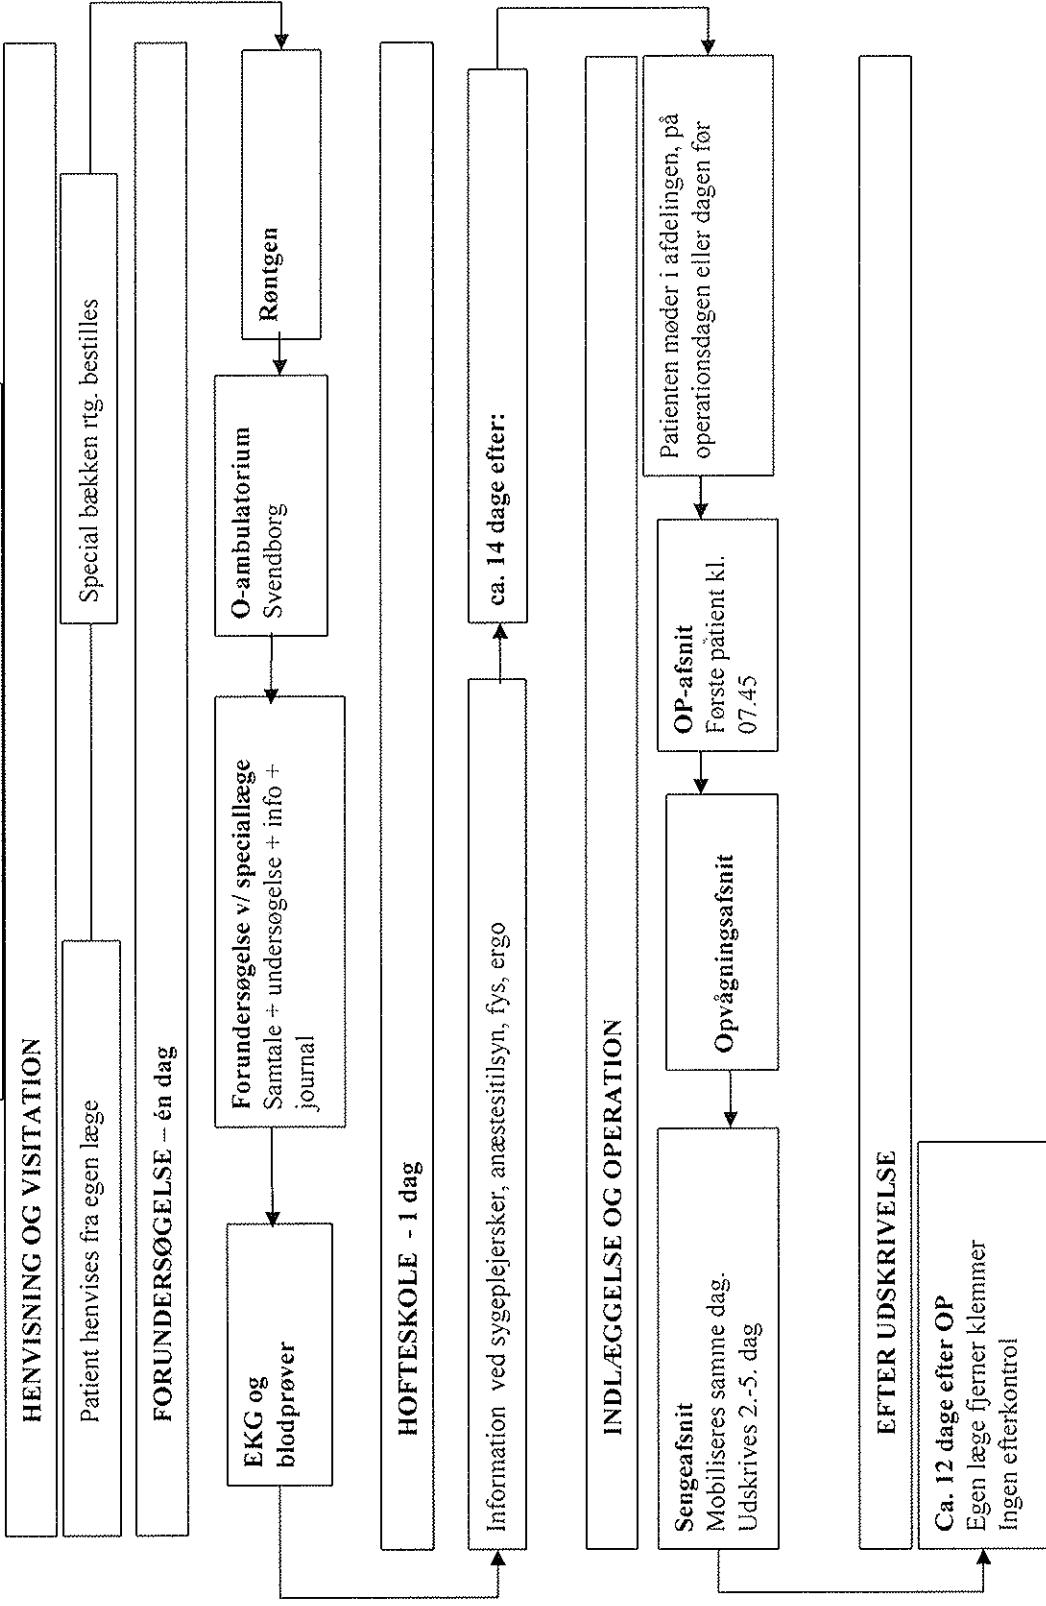 HENVISNING OG VISITATION
Patient henvises fra egen læge
Special bækken rtg. bestilles
FORUNDERSØGELSE – én dag
Røntgen
O-ambulatorium
Svendborg
Forundersøgelse v/ speciallæge
Samtale + undersøgelse + info +
journal
EKG og
blodprøver
HOFTESKOLE - 1 dag
Information ved sygeplejersker, anæstesitilsyn, fys, ergo
ca. 14 dage efter:
INDLÆGGELSE OG OPERATION
Patienten møder i afdelingen, på
operationsdagen eller dagen før
OP-afsnit
Første patient kl.
07.45
Opvågningsafsnit
Sengeafsnit
Mobiliseres samme dag.
Udskrives 2.-5. dag
EFTER UDSKRIVELSE
Ca. 12 dage efter OP
Egen læge fjerner klemmer
Ingen efterkontrol